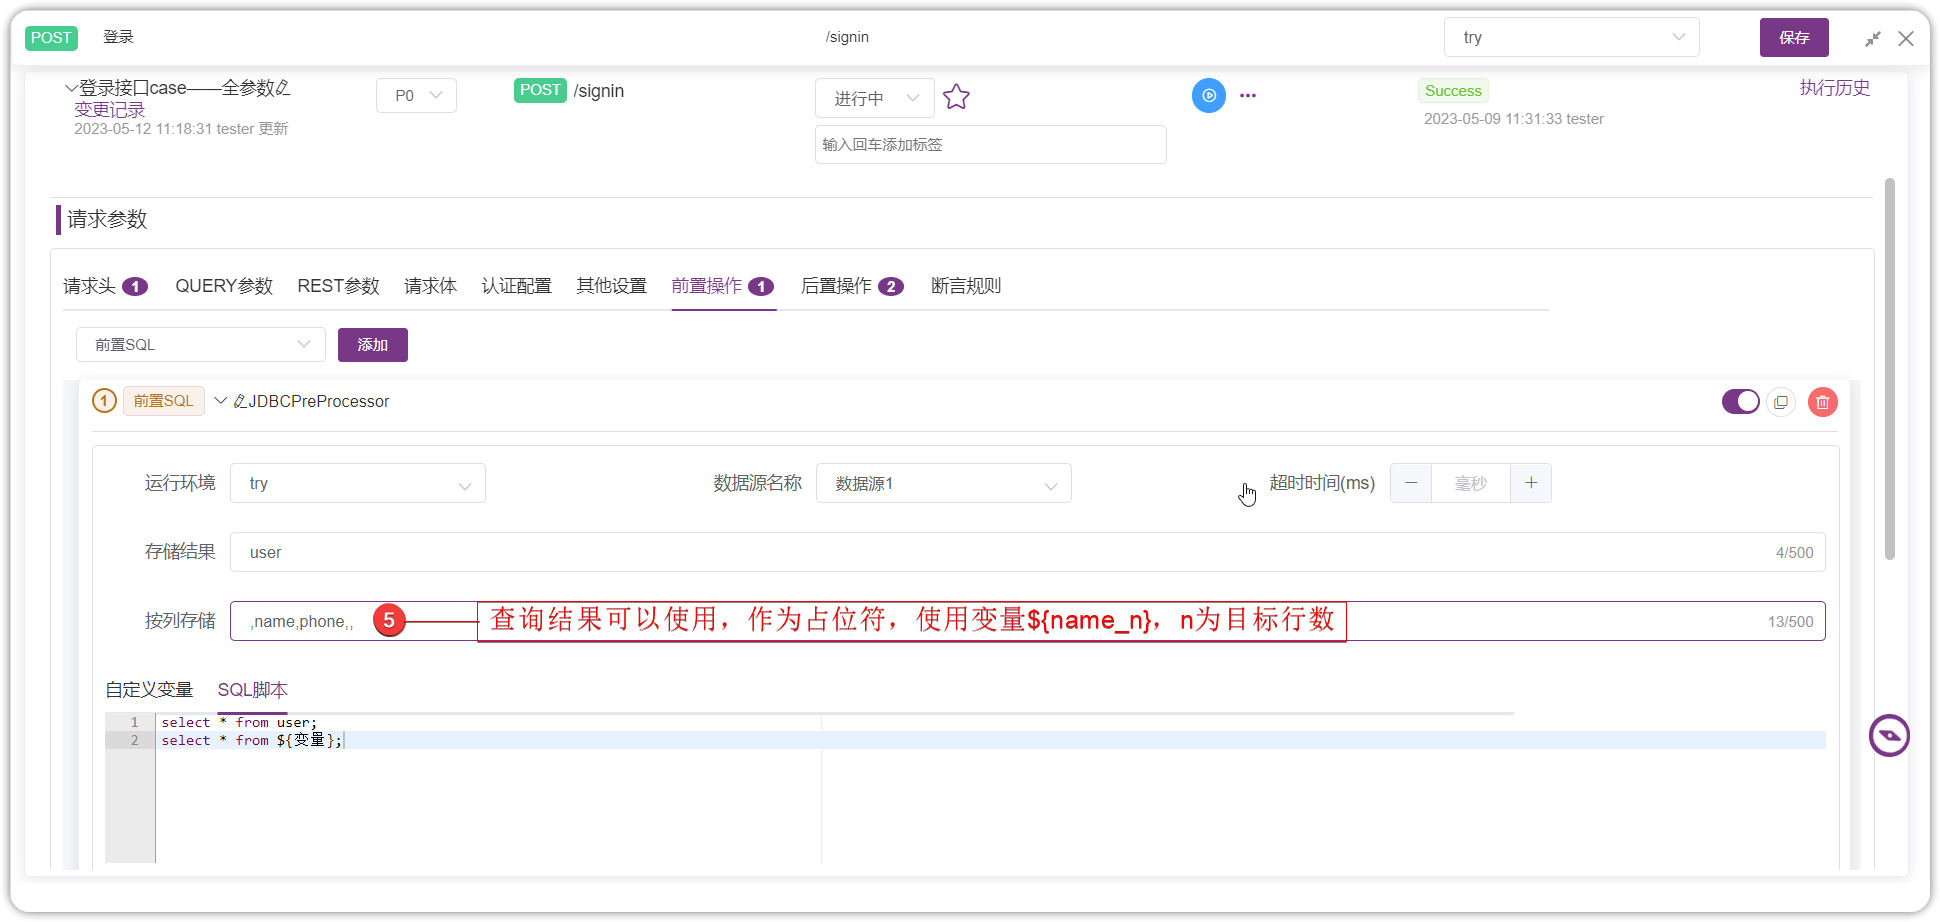 POST 登录 /signin try 保存
登录接口case——全参数 P0 POST /signin 进行中 Success 执行历史
变更记录
2023-05-12 11:18:31 tester 更新 2023-05-09 11:31:33 tester
输入回车添加标签
请求参数
请求头 1 QUERY参数 REST参数 请求体 认证配置 其他设置 前置操作 1 后置操作 2 断言规则
前置SQL 添加
1 前置SQL JDBCPreProcessor
运行环境 try 数据源名称 数据源1 超时时间(ms) 毫秒
存储结果 user 4/500
按列存储 ,name,phone,, 5 查询结果可以使用，作为占位符，使用变量${name_n}，n为目标行数 13/500
自定义变量 SQL脚本
1 select * from user;
2 select * from ${变量};